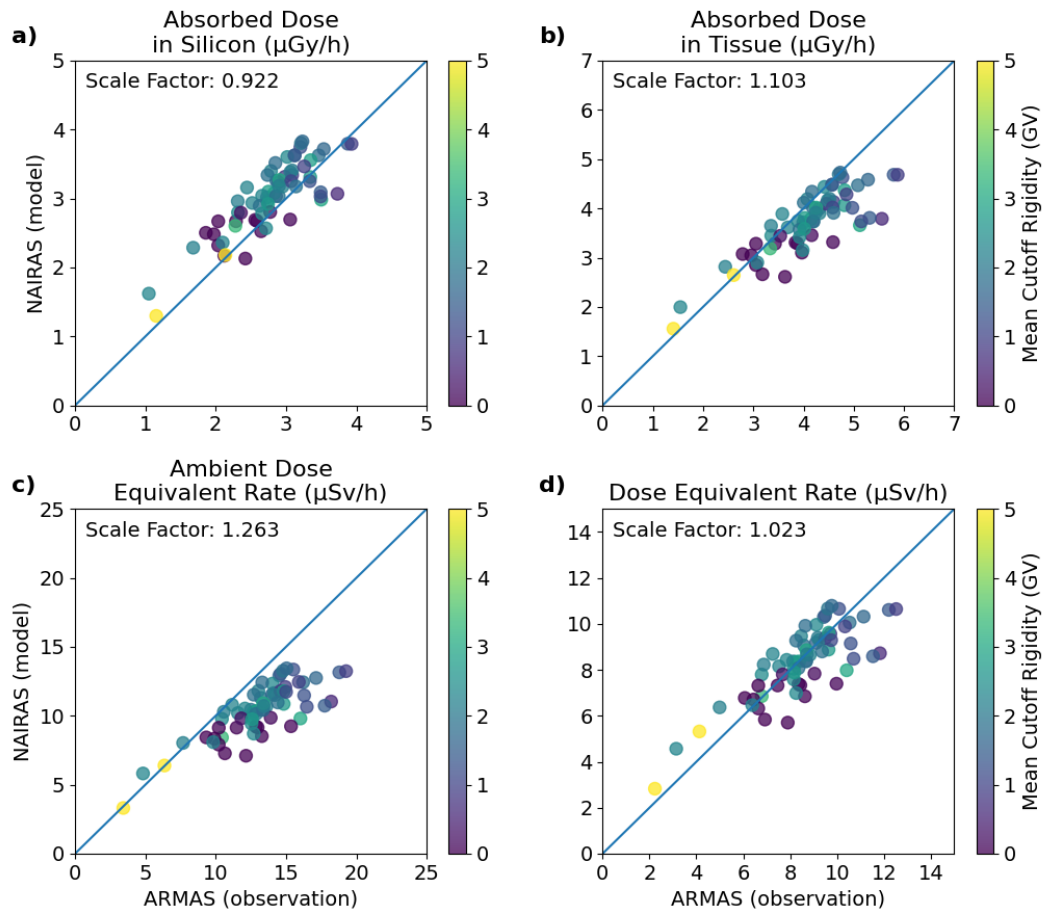 a)
Absorbed Dose
in Silicon (µGy/h)
Scale Factor: 0.922
NAIRAS (model)
5
4
3
2
1
0
0 1 2 3 4 5
5
4
3
2
1
0
b)
Absorbed Dose
in Tissue (µGy/h)
Scale Factor: 1.103
7
6
5
4
3
2
1
0
0 1 2 3 4 5 6 7
5
4
3
2
1
0
Mean Cutoff Rigidity (GV)
c)
Ambient Dose
Equivalent Rate (µSv/h)
Scale Factor: 1.263
NAIRAS (model)
25
20
15
10
5
0
0 5 10 15 20 25
ARMAS (observation)
5
4
3
2
1
0
d)
Dose Equivalent Rate (µSv/h)
Scale Factor: 1.023
14
12
10
8
6
4
2
0
0 2 4 6 8 10 12 14
ARMAS (observation)
5
4
3
2
1
0
Mean Cutoff Rigidity (GV)